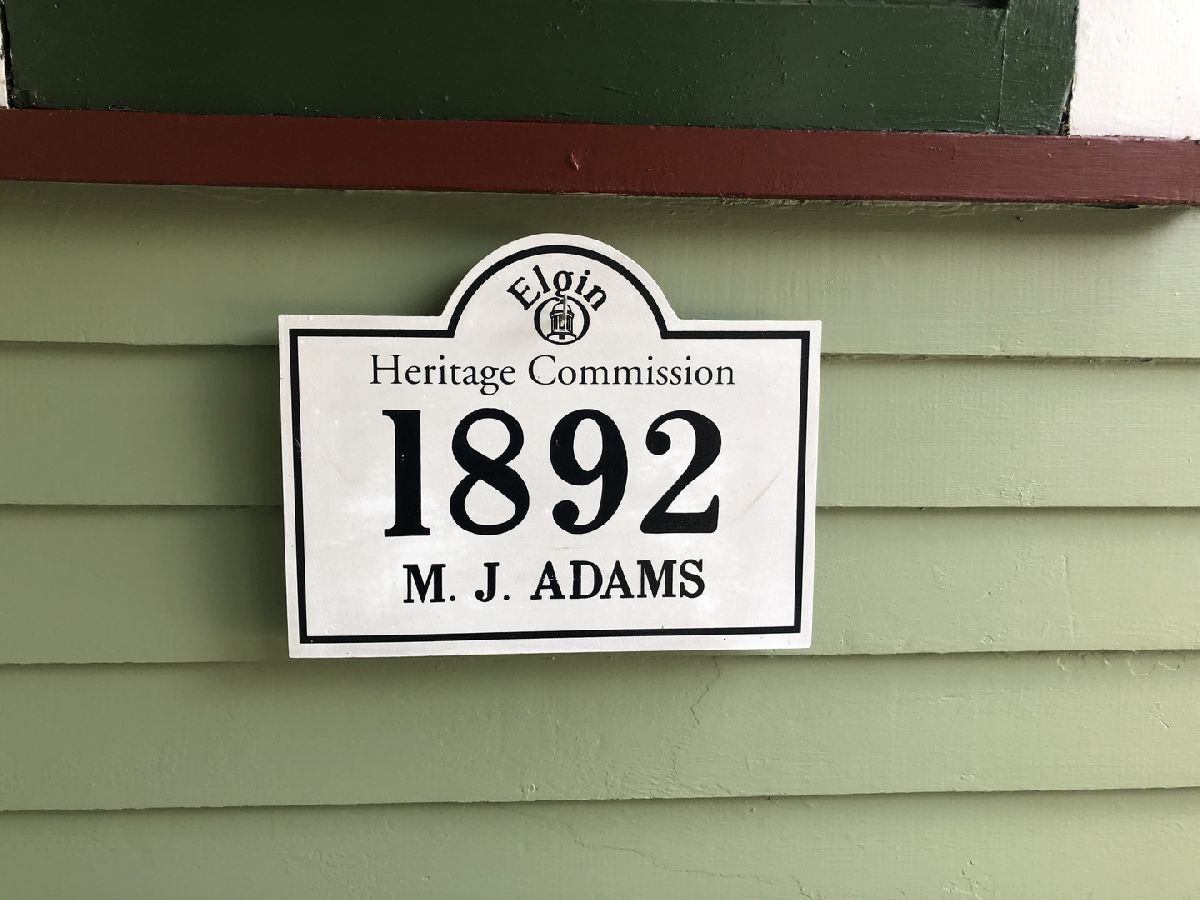 Elgin
Heritage Commission
1892
M. J. ADAMS